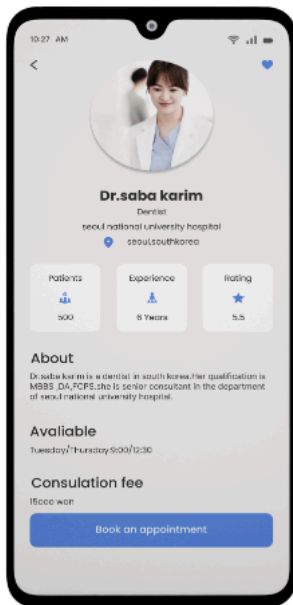 10:27 AM
Dr.saba karim
Dentist
seoul national university hospital
seoul,southkorea
Patients Experience Rating
500 6 Years 5.5
About
Dr.saba karim is a dentist in south korea.Her qualification is
MBBS ,DA,FCPS.she is senior consultant in the department
of seoul national university hospital.
Avaliable
Tuesday/Thursday:9:00/12:30
Consulation fee
15ooo won
Book an appointment